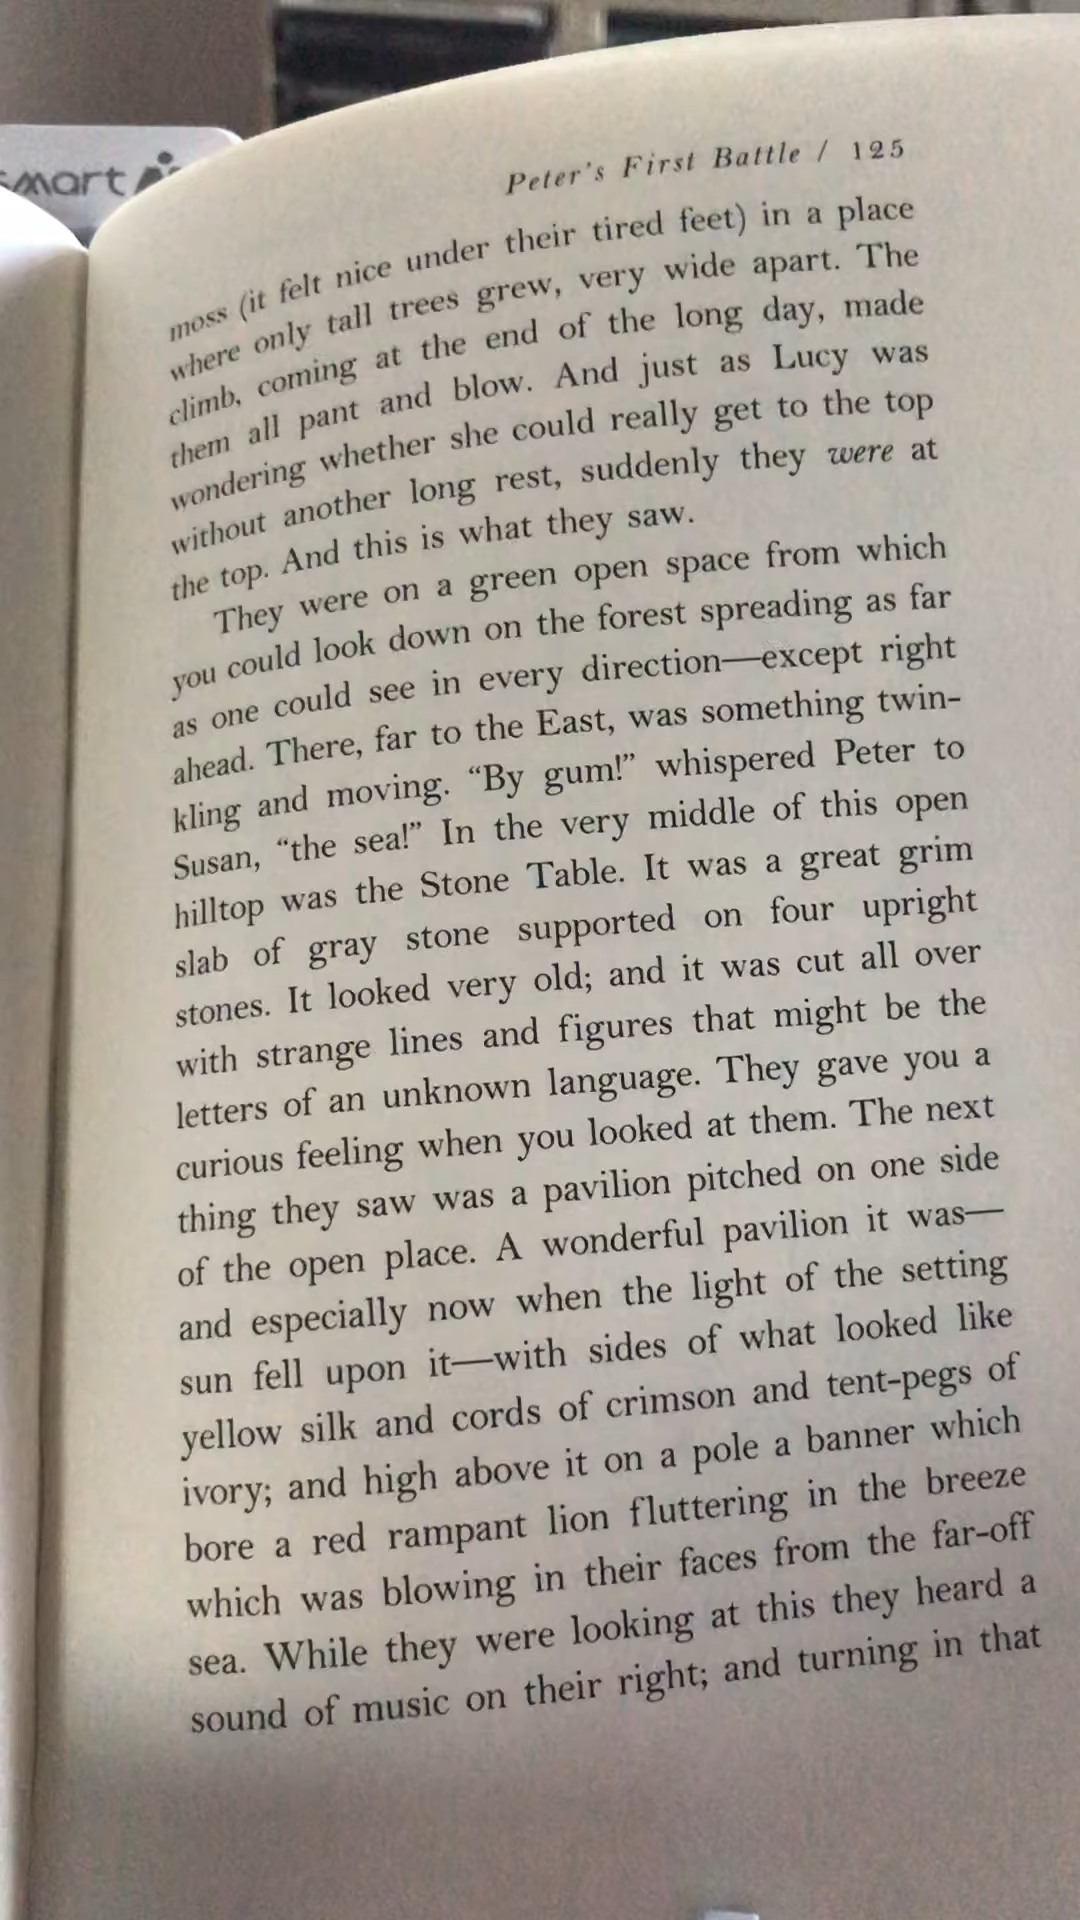 smart
Peter's First Battle / 125
moss (it felt nice under their tired feet) in a place
where only tall trees grew, very wide apart. The
climb, coming at the end of the long day, made
them all pant and blow. And just as Lucy was
wondering whether she could really get to the top
without another long rest, suddenly they were at
the top. And this is what they saw.
They were on a green open space from which
you could look down on the forest spreading as far
as one could see in every direction—except right
ahead. There, far to the East, was something twin-
kling and moving. “By gum!” whispered Peter to
Susan, “the sea!” In the very middle of this open
hilltop was the Stone Table. It was a great grim
slab of gray stone supported on four upright
stones. It looked very old; and it was cut all over
with strange lines and figures that might be the
letters of an unknown language. They gave you a
curious feeling when you looked at them. The next
thing they saw was a pavilion pitched on one side
of the open place. A wonderful pavilion it was—
and especially now when the light of the setting
sun fell upon it—with sides of what looked like
yellow silk and cords of crimson and tent-pegs of
ivory; and high above it on a pole a banner which
bore a red rampant lion fluttering in the breeze
which was blowing in their faces from the far-off
sea. While they were looking at this they heard a
sound of music on their right; and turning in that